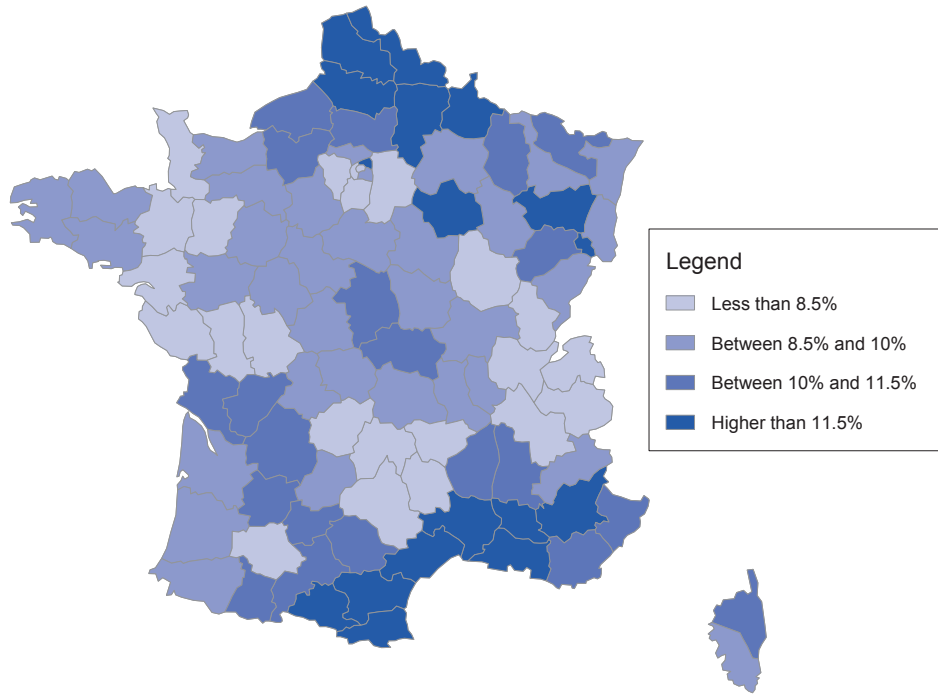 Legend
Less than 8.5%
Between 8.5% and 10%
Between 10% and 11.5%
Higher than 11.5%